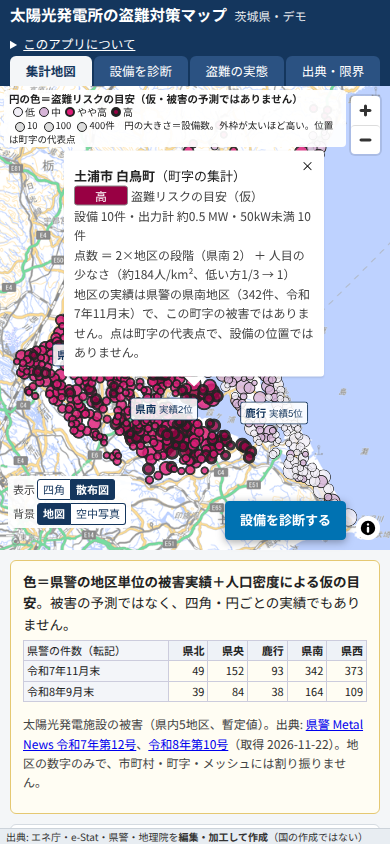 太陽光発電所の盗難対策マップ 茨城県・デモ
▶ このアプリについて
集計地図 設備を診断 盗難の実態 出典・限界
円の色＝盗難リスクの目安（仮・被害の予測ではありません）
低 中 やや高 高
10 100 400件 円の大きさ＝設備数。外枠が太いほど高い。位置
は町字の代表点
+
−
栃
×
土浦市 白鳥町（町字の集計）
高 盗難リスクの目安（仮）
設備 10件・出力計 約0.5 MW・50kW未満 10
件
点数 ＝ 2×地区の段階（県南 2） ＋ 人目の
少なさ（約184人/km²、低い方1/3 → 1）
地区の実績は県警の県南地区（342件、令和
7年11月末）で、この町字の被害ではありま
せん。点は町字の代表点で、設備の位置では
ありません。
県南 実績2位
鹿行 実績5位
表示 四角 散布図
背景 地図 空中写真
設備を診断する
色＝県警の地区単位の被害実績＋人口密度による仮の目
安。被害の予測ではなく、四角・円ごとの実績でもあり
ません。
県警の件数（転記） 県北 県央 鹿行 県南 県西
令和7年11月末 49 152 93 342 373
令和8年9月末 39 84 38 164 109
太陽光発電施設の被害（県内5地区、暫定値）。出典: 県警 Metal
News 令和7年第12号、令和8年第10号（取得 2026-11-22）。地
区の数字のみで、市町村・町字・メッシュには割り振りませ
ん。
出典: エネ庁・e-Stat・県警・地理院を編集・加工して作成（国の作成ではない）